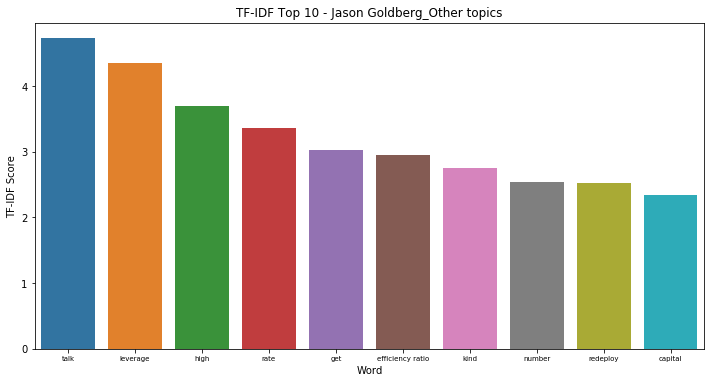 TF-IDF Top 10 - Jason Goldberg_Other topics
TF-IDF Score
4
3
2
1
0
talk leverage high rate get efficiency ratio kind number redeploy capital
Word